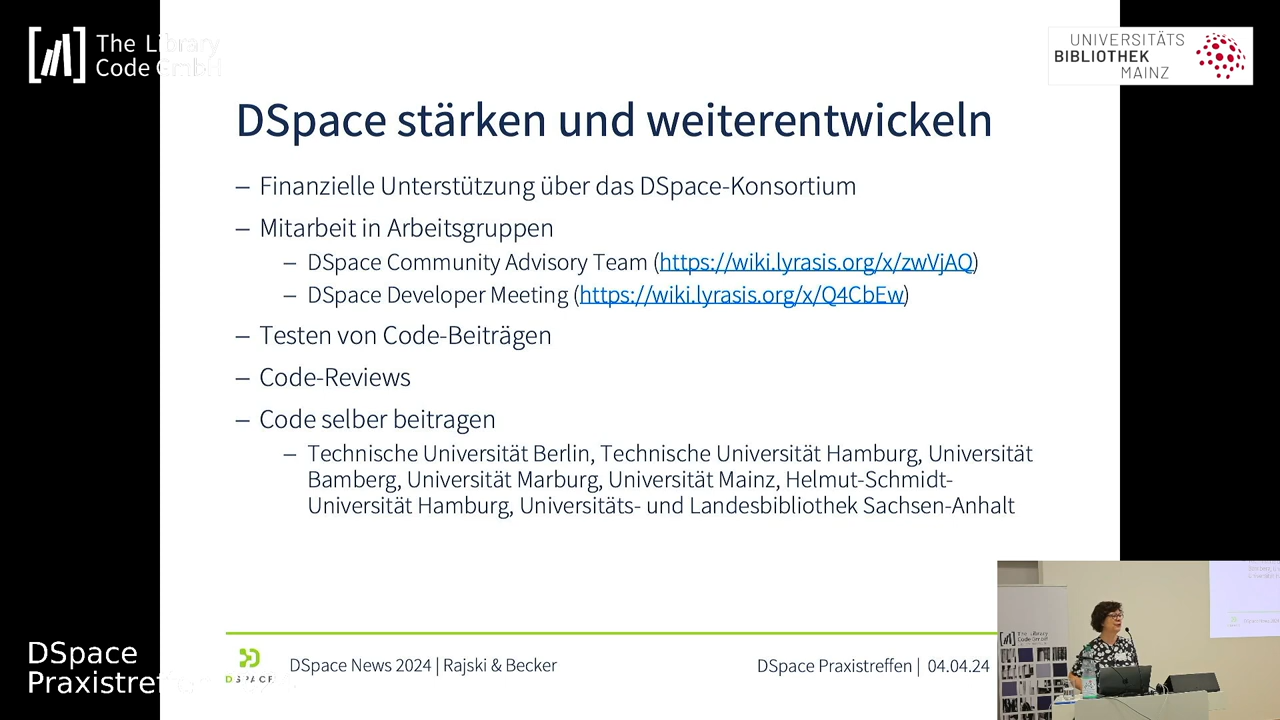 The Library
Code GmbH
UNIVERSITÄTS
BIBLIOTHEK
MAINZ
DSpace stärken und weiterentwickeln
– Finanzielle Unterstützung über das DSpace-Konsortium
– Mitarbeit in Arbeitsgruppen
– DSpace Community Advisory Team (https://wiki.lyrasis.org/x/zwVjAQ)
– DSpace Developer Meeting (https://wiki.lyrasis.org/x/Q4CbEw)
– Testen von Code-Beiträgen
– Code-Reviews
– Code selber beitragen
– Technische Universität Berlin, Technische Universität Hamburg, Universität
Bamberg, Universität Marburg, Universität Mainz, Helmut-Schmidt-
Universität Hamburg, Universitäts- und Landesbibliothek Sachsen-Anhalt
DSPACE
DSpace News 2024 | Rajski & Becker
DSpace Praxistreffen | 04.04.24
DSpace
Praxistreffen
The Library
Code GmbH